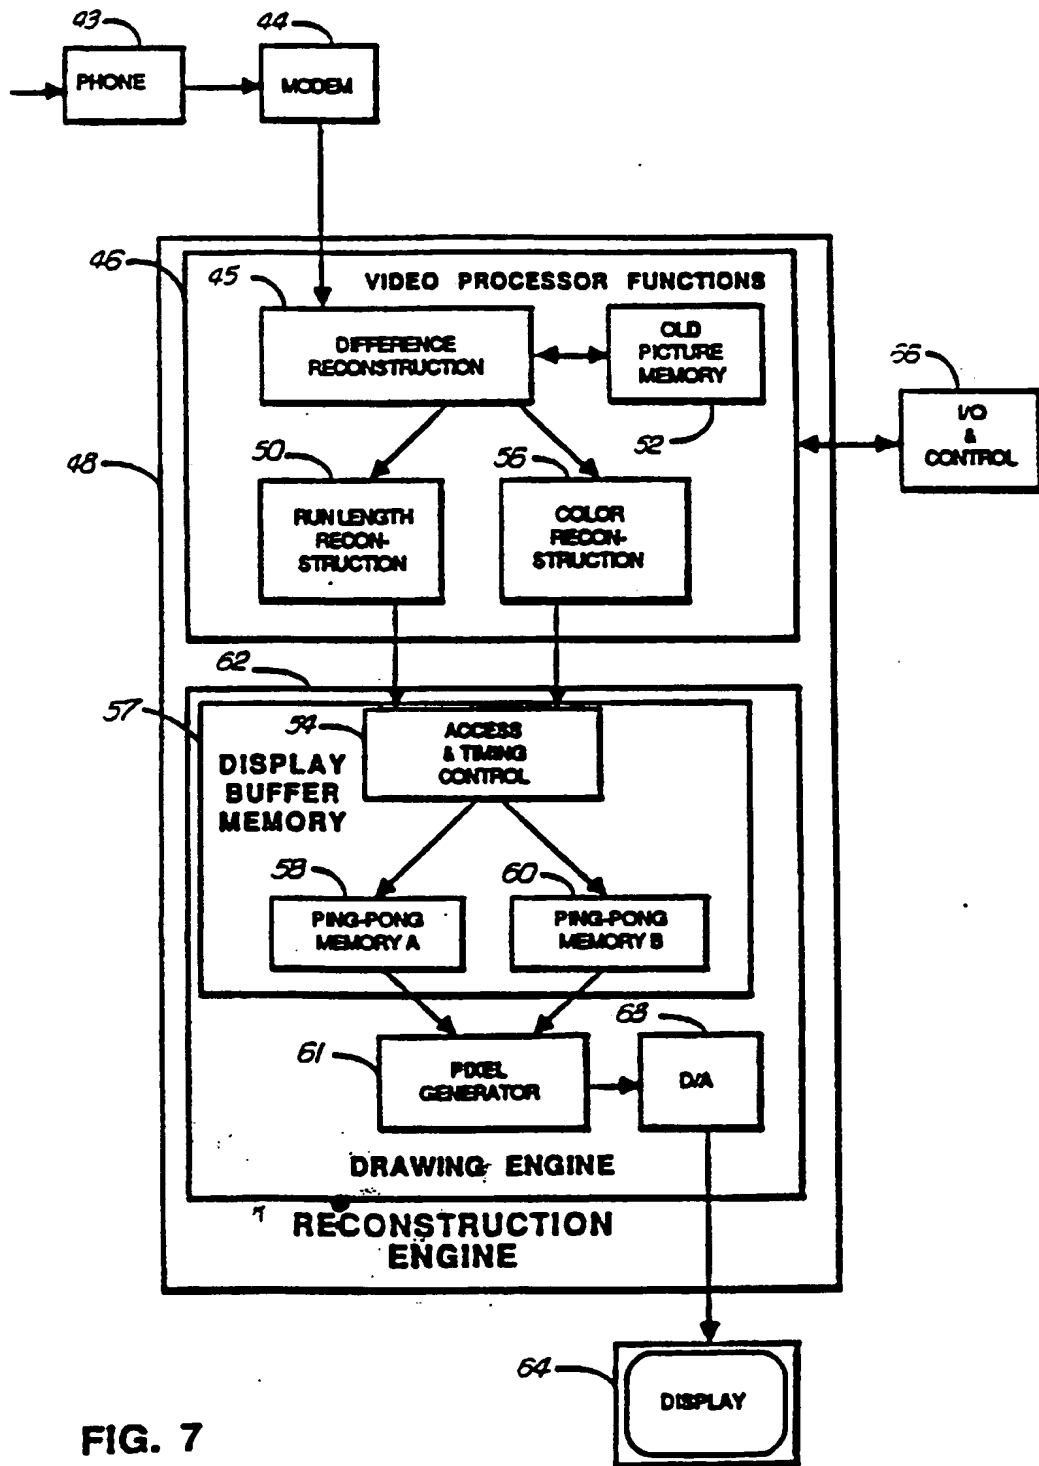 43
44
PHONE
MODEM
46
45
VIDEO PROCESSOR FUNCTIONS
DIFFERENCE
RECONSTRUCTION
OLD
PICTURE
MEMORY
66
I/O
&
CONTROL
52
48
50
56
RUN LENGTH
RECON-
STRUCTION
COLOR
RECON-
STRUCTION
62
57
54
ACCESS
& TIMING
CONTROL
DISPLAY
BUFFER
MEMORY
58
60
PING-PONG
MEMORY A
PING-PONG
MEMORY B
68
61
PIXEL
GENERATOR
D/A
DRAWING ENGINE
RECONSTRUCTION
ENGINE
64
DISPLAY
FIG. 7